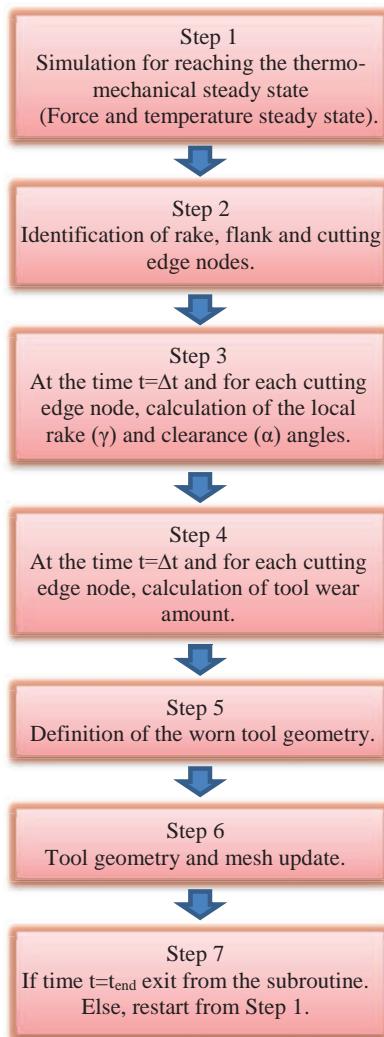 Step 1
Simulation for reaching the thermo-
mechanical steady state
(Force and temperature steady state).
Step 2
Identification of rake, flank and cutting
edge nodes.
Step 3
At the time t=Δt and for each cutting
edge node, calculation of the local
rake (γ) and clearance (α) angles.
Step 4
At the time t=Δt and for each cutting
edge node, calculation of tool wear
amount.
Step 5
Definition of the worn tool geometry.
Step 6
Tool geometry and mesh update.
Step 7
If time t=tend exit from the subroutine.
Else, restart from Step 1.